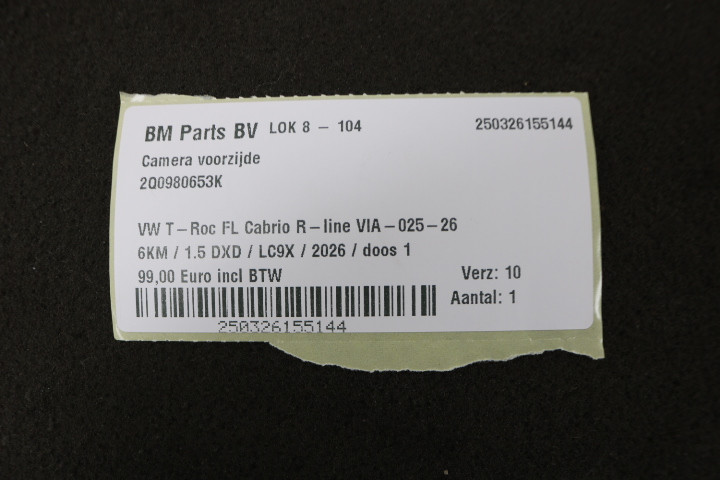 BM Parts BV LOK 8 - 104 250326155144
Camera voorzijde
2Q0980653K
VW T-Roc FL Cabrio R-line VIA-025-26
6KM / 1.5 DXD / LC9X / 2026 / doos 1
99,00 Euro incl BTW Verz: 10
Aantal: 1
250326155144